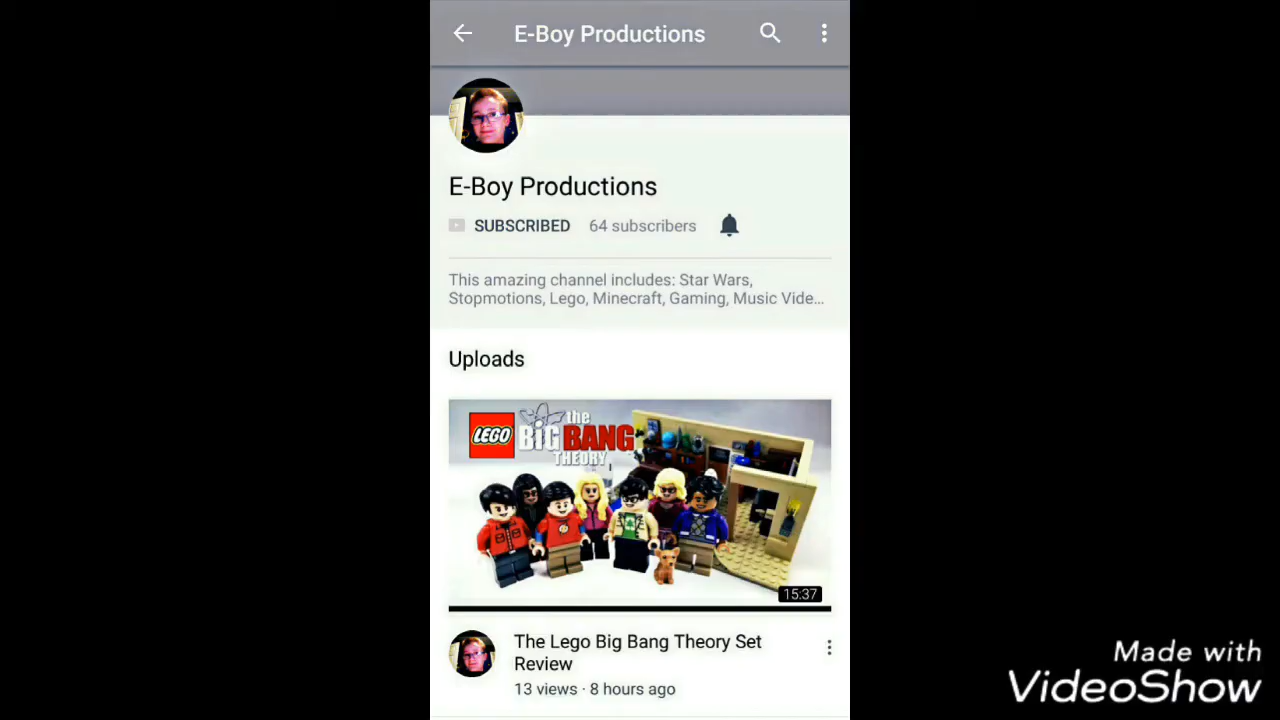 E-Boy Productions
E-Boy Productions
SUBSCRIBED 64 subscribers
This amazing channel includes: Star Wars,
Stopmotions, Lego, Minecraft, Gaming, Music Vide...
Uploads
LEGO
the
BIG BANG
THEORY
15:37
The Lego Big Bang Theory Set
Review
13 views · 8 hours ago
Made with
VideoShow